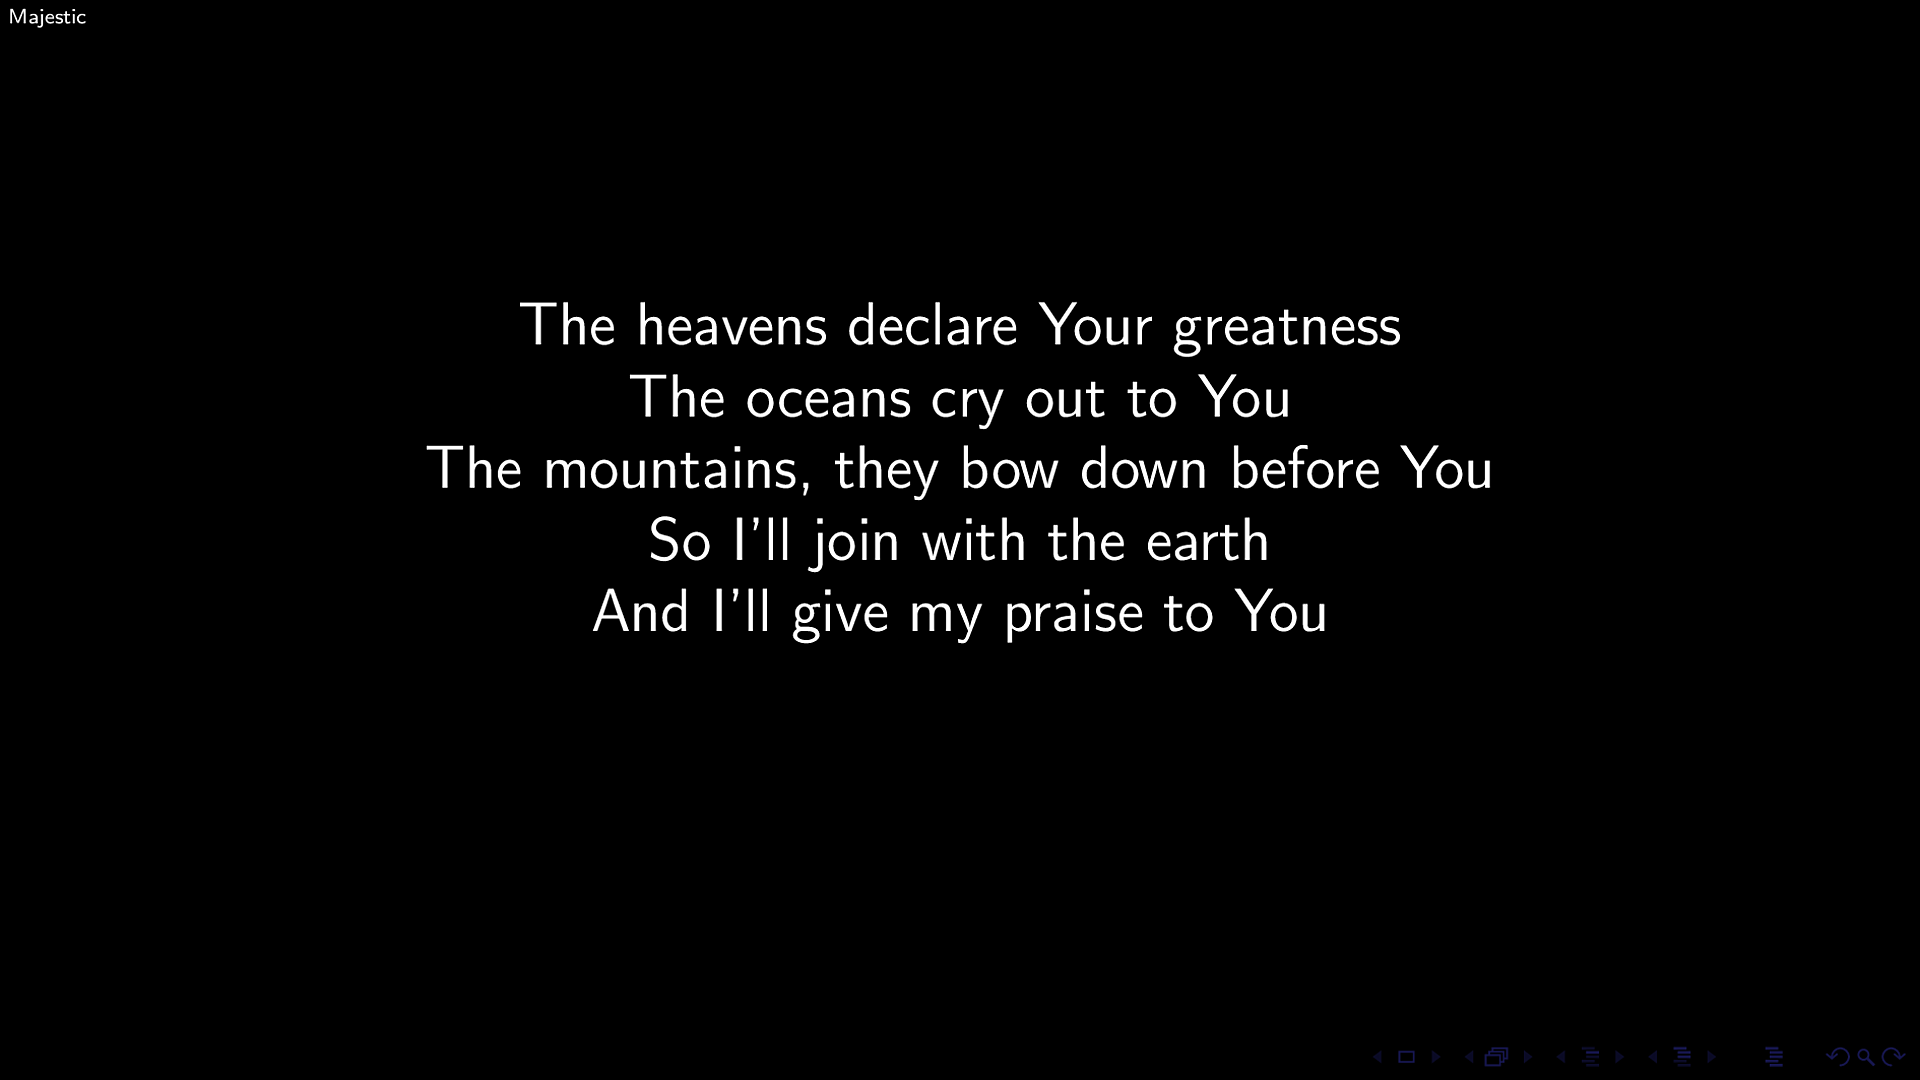 Majestic
The heavens declare Your greatness
The oceans cry out to You
The mountains, they bow down before You
So I'll join with the earth
And I'll give my praise to You